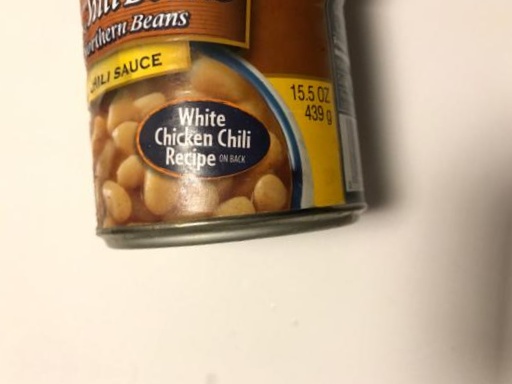 Northern Beans
CHILI SAUCE
15.5 OZ
439 g
White
Chicken Chili
Recipe ON BACK